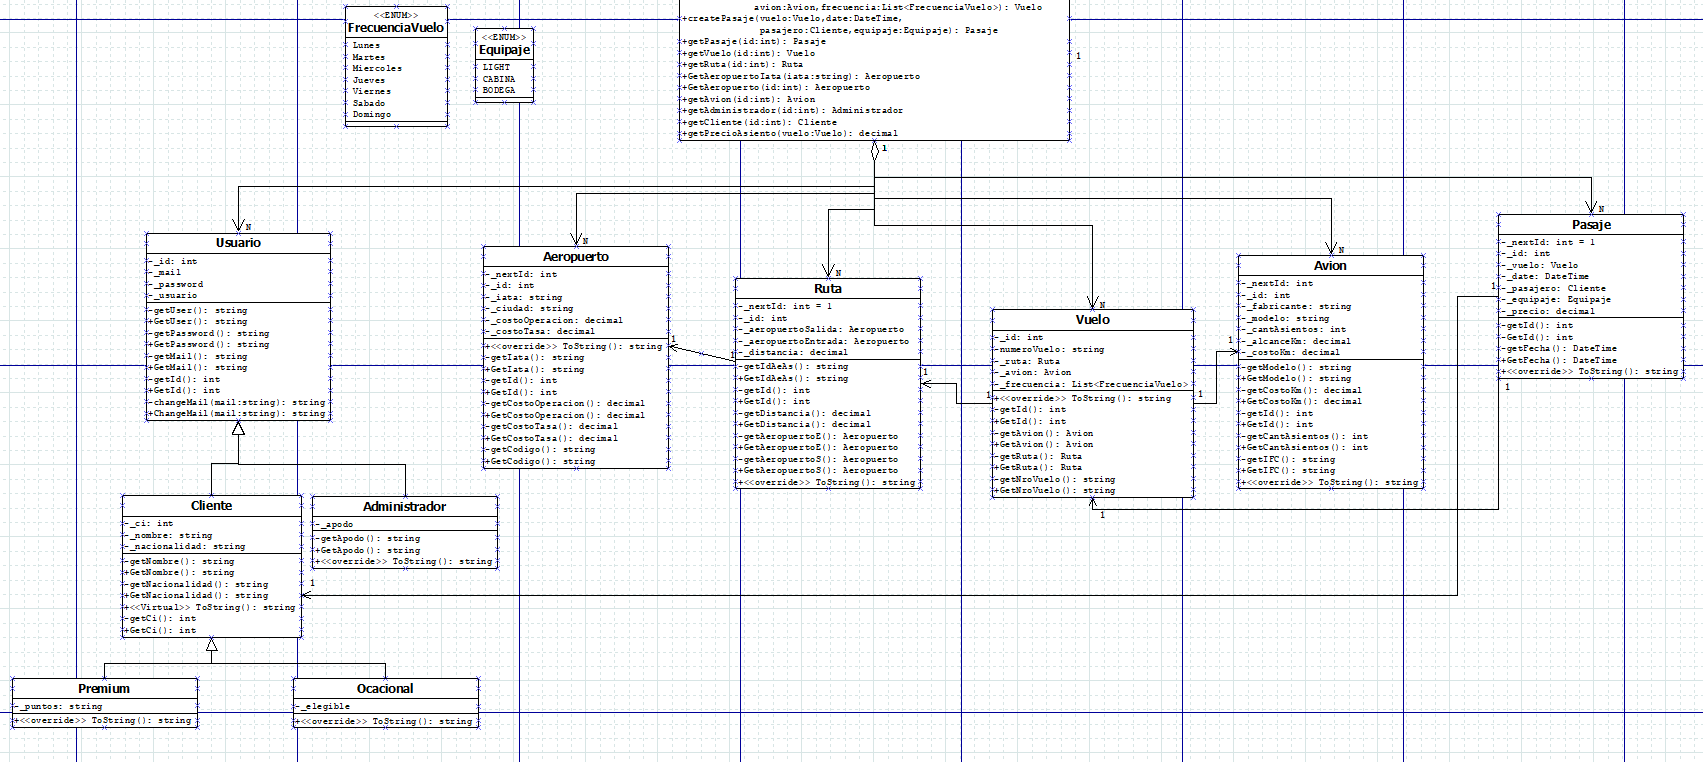 <<ENUM>>
FrecuenciaVuelo
Lunes
Martes
Miercoles
Jueves
Viernes
Sabado
Domingo
<<ENUM>>
Equipaje
LIGHT
CABINA
BODEGA
avion:Avion,frecuencia:List<FrecuenciaVuelo>): Vuelo
+createPasaje(vuelo:Vuelo,date:DateTime,
pasajero:Cliente,equipaje:Equipaje): Pasaje
+getPasaje(id:int): Pasaje
+getVuelo(id:int): Vuelo
+getRuta(id:int): Ruta
+GetAeropuertoIata(iata:string): Aeropuerto
+GetAeropuerto(id:int): Aeropuerto
+getAvion(id:int): Avion
+getAdministrador(id:int): Administrador
+getCliente(id:int): Cliente
+getPrecioAsiento(vuelo:Vuelo): decimal
1
1
N
Usuario
-_id: int
-_mail
-_password
-_usuario
-getUser(): string
+GetUser(): string
-getPassword(): string
+GetPassword(): string
-getMail(): string
+GetMail(): string
-getId(): int
+GetId(): int
-changeMail(mail:string): string
+ChangeMail(mail:string): string
N
Aeropuerto
-_nextId: int
-_id: int
-_iata: string
-_ciudad: string
-_costoOperacion: decimal
-_costoTasa: decimal
+<<override>> ToString(): string
-getIata(): string
+GetIata(): string
-getId(): int
+GetId(): int
-getCostoOperacion(): decimal
+GetCostoOperacion(): decimal
-getCostoTasa(): decimal
+GetCostoTasa(): decimal
-getCodigo(): string
+GetCodigo(): string
1
1
N
Ruta
-_nextId: int = 1
-_id: int
-_aeropuertoSalida: Aeropuerto
-_aeropuertoEntrada: Aeropuerto
-_distancia: decimal
-getIdAeAs(): string
+GetIdAeAs(): string
-getId(): int
+GetId(): int
-getDistancia(): decimal
+GetDistancia(): decimal
-getAeropuertoE(): Aeropuerto
+GetAeropuertoE(): Aeropuerto
-getAeropuertoS(): Aeropuerto
+GetAeropuertoS(): Aeropuerto
+<<override>> ToString(): string
1
1
N
Vuelo
-_id: int
-numeroVuelo: string
-_ruta: Ruta
-_avion: Avion
-_frecuencia: List<FrecuenciaVuelo>
+<<override>> ToString(): string
-getId(): int
+GetId(): int
-getAvion(): Avion
+GetAvion(): Avion
-getRuta(): Ruta
+GetRuta(): Ruta
-getNroVuelo(): string
+GetNroVuelo(): string
1
1
1
N
Avion
-_nextId: int
-_id: int
-_fabricante: string
-_modelo: string
-_cantAsientos: int
-_alcanceKm: decimal
-_costoKm: decimal
-getModelo(): string
+GetModelo(): string
-getCostoKm(): decimal
+GetCostoKm(): decimal
-getId(): int
+GetId(): int
-getCantAsientos(): int
+GetCantAsientos(): int
-getIFC(): string
+GetIFC(): string
+<<override>> ToString(): string
N
Pasaje
-_nextId: int = 1
-_id: int
-_vuelo: Vuelo
-_date: DateTime
-_pasajero: Cliente
-_equipaje: Equipaje
-_precio: decimal
-getId(): int
-GetId(): int
-getFecha(): DateTime
+GetFecha(): DateTime
+<<override>> ToString(): string
1
1
Cliente
-_ci: int
-_nombre: string
-_nacionalidad: string
-getNombre(): string
+GetNombre(): string
-getNacionalidad(): string
+GetNacionalidad(): string
+<<Virtual>> ToString(): string
-getCi(): int
+GetCi(): int
1
Administrador
-_apodo
-getApodo(): string
+GetApodo(): string
+<<override>> ToString(): string
Premium
-_puntos: string
+<<override>> ToString(): string
Ocacional
-_elegible
+<<override>> ToString(): string